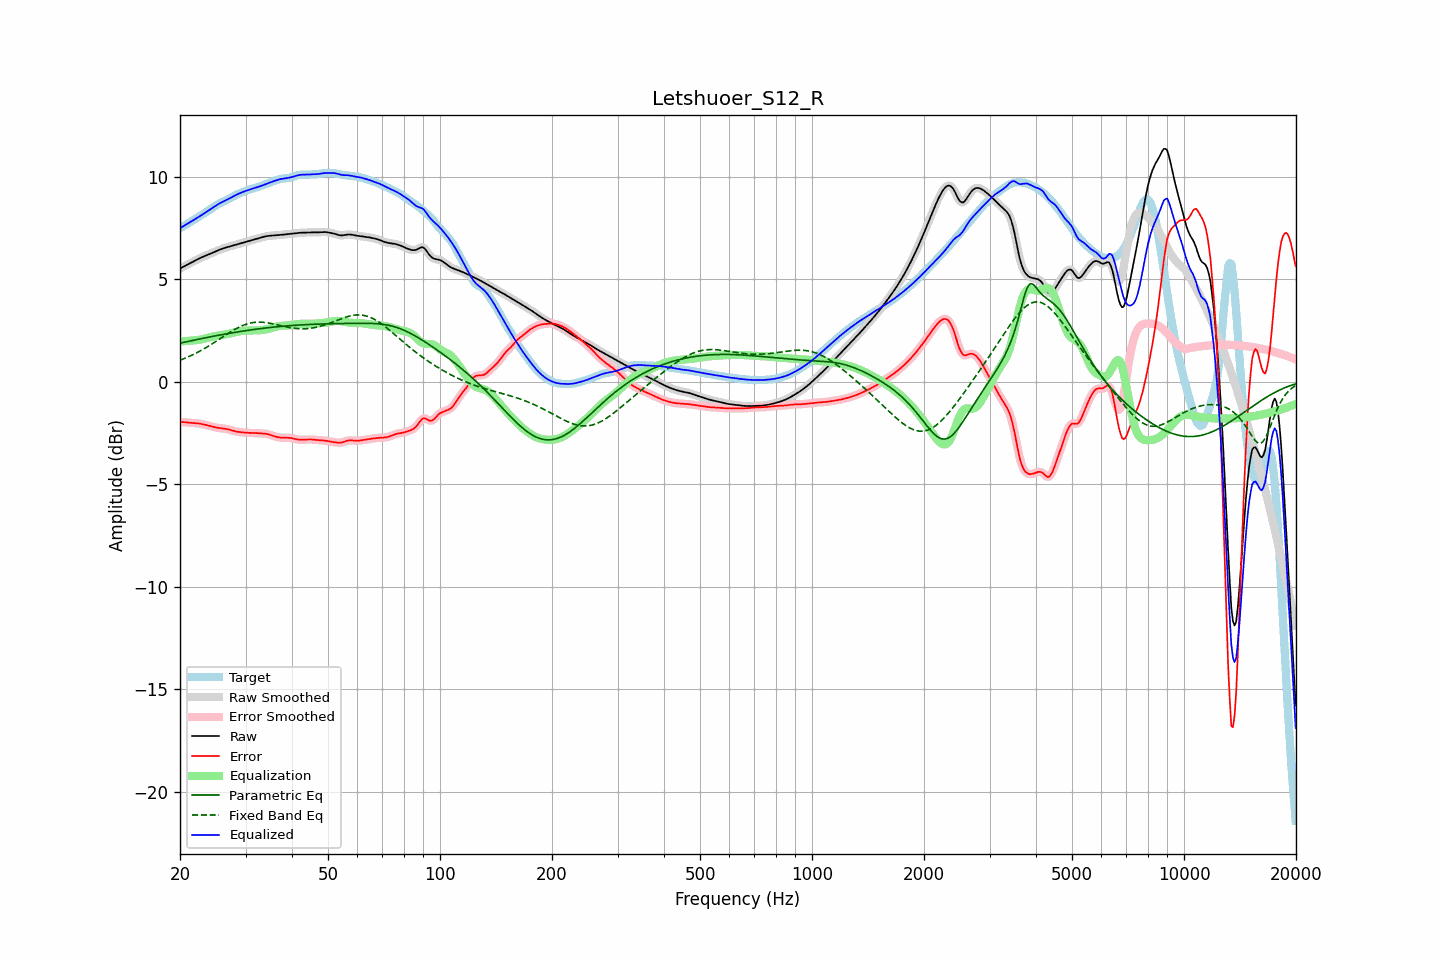 Letshuoer_S12_R
Amplitude (dBr)
10
5
0
−5
−10
−15
−20
Target
Raw Smoothed
Error Smoothed
Raw
Error
Equalization
Parametric Eq
Fixed Band Eq
Equalized
20 50 100 200 500 1000 2000 5000 10000 20000
Frequency (Hz)